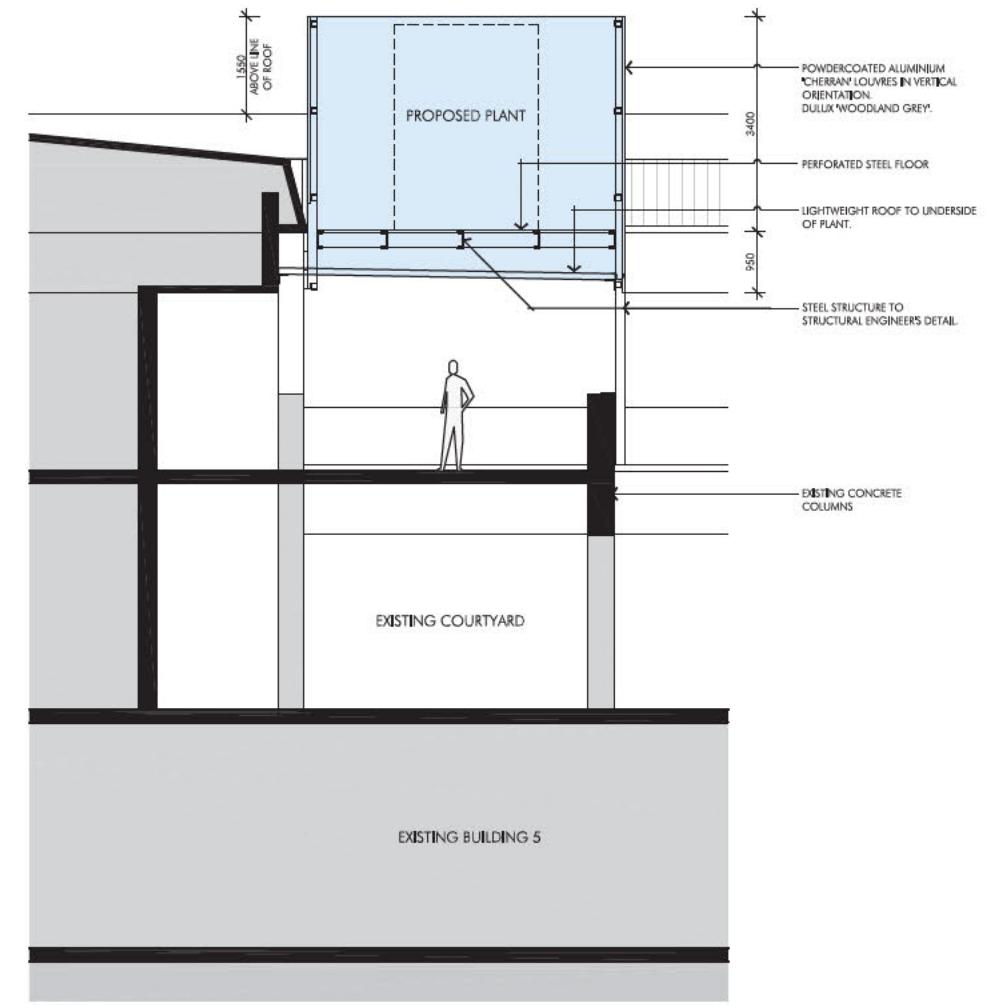 1550
ABOVE LINE
OF ROOF
PROPOSED PLANT
3400
POWDERCOATED ALUMINIUM
'CHERRAN' LOUVRES IN VERTICAL
ORIENTATION.
DULUX 'WOODLAND GREY'.
PERFORATED STEEL FLOOR
LIGHTWEIGHT ROOF TO UNDERSIDE
OF PLANT.
950
STEEL STRUCTURE TO
STRUCTURAL ENGINEER'S DETAIL.
EXISTING CONCRETE
COLUMNS
EXISTING COURTYARD
EXISTING BUILDING 5